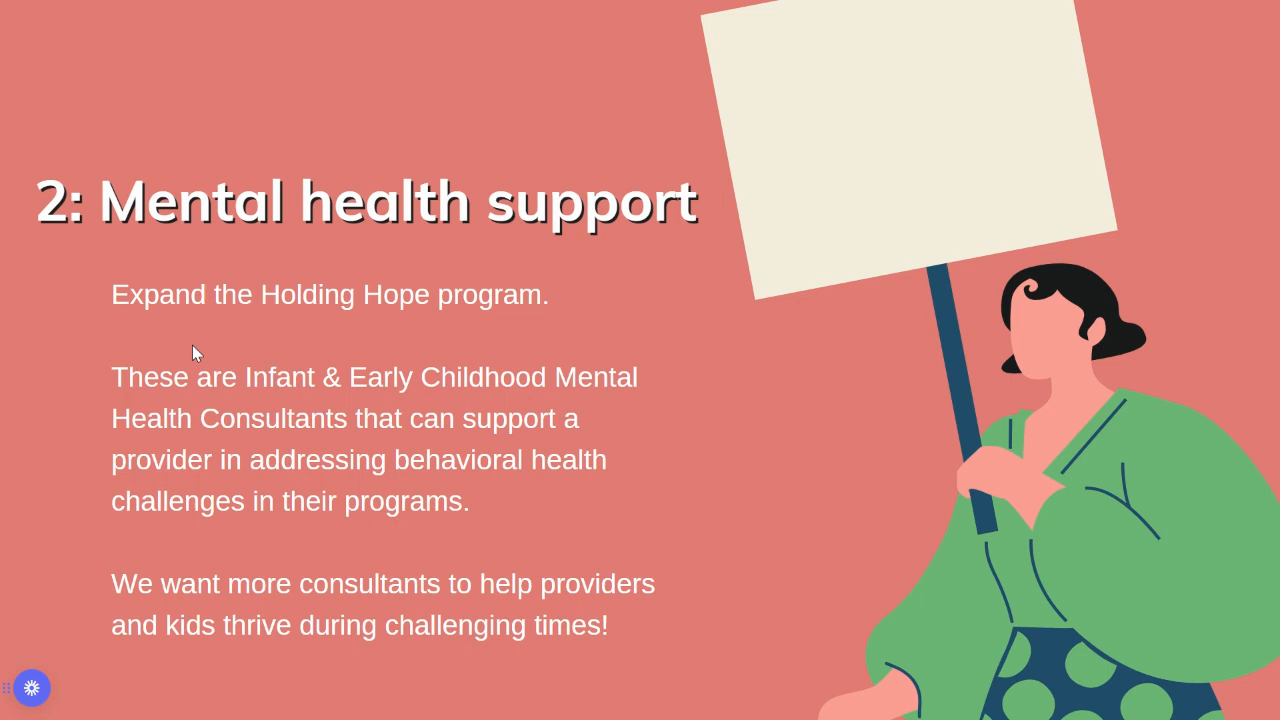 2: Mental health support
Expand the Holding Hope program.
These are Infant & Early Childhood Mental
Health Consultants that can support a
provider in addressing behavioral health
challenges in their programs.
We want more consultants to help providers
and kids thrive during challenging times!